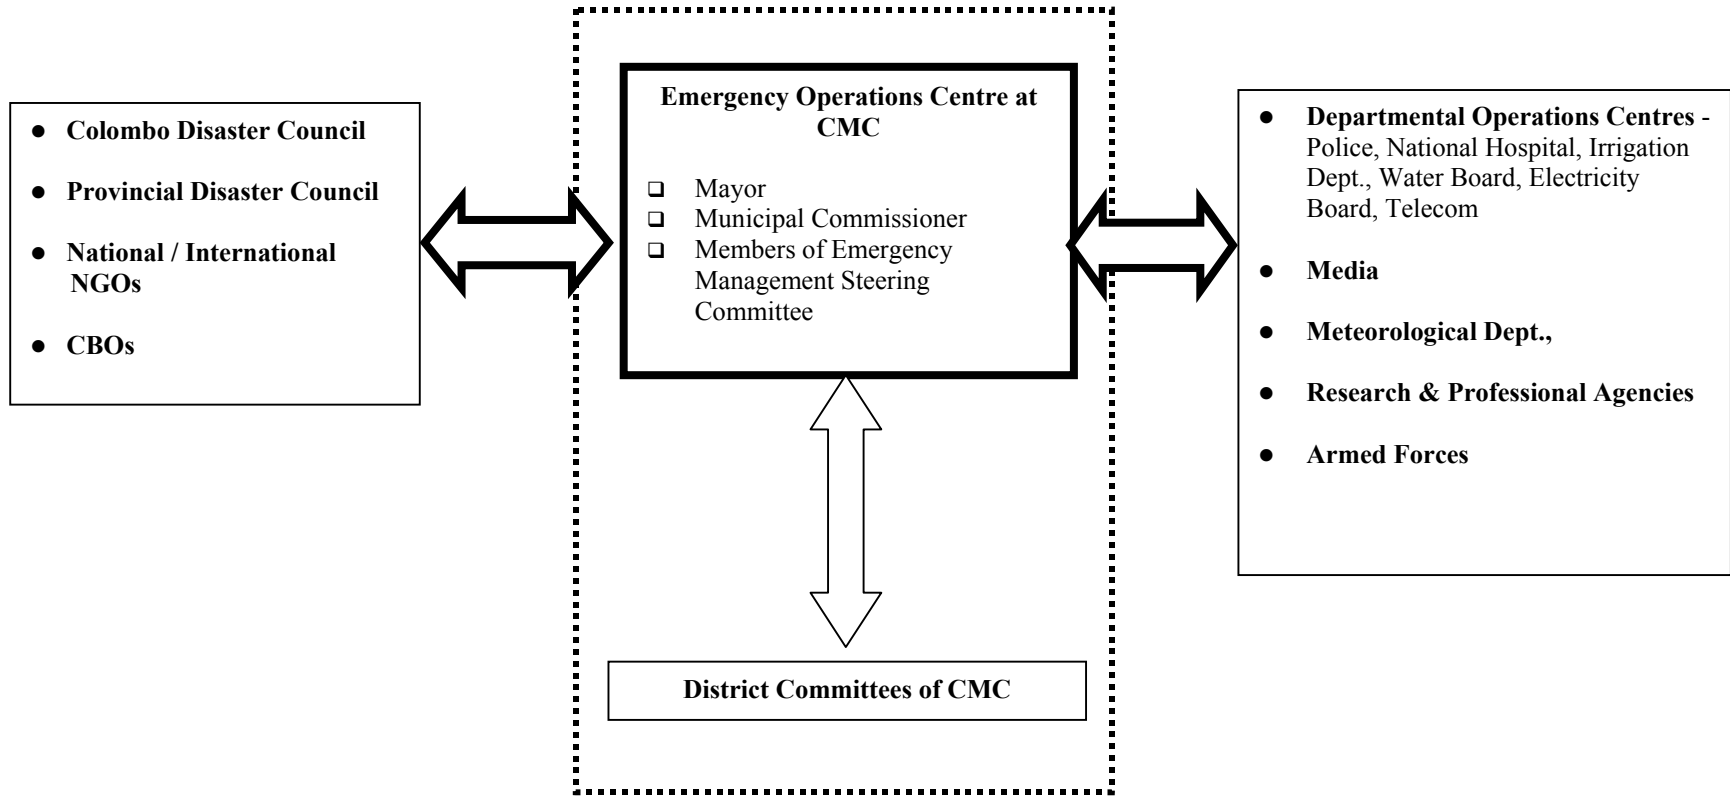 ● Colombo Disaster Council
● Provincial Disaster Council
● National / International
NGOs
● CBOs
Emergency Operations Centre at
CMC
❑ Mayor
❑ Municipal Commissioner
❑ Members of Emergency
Management Steering
Committee
District Committees of CMC
● Departmental Operations Centres -
Police, National Hospital, Irrigation
Dept., Water Board, Electricity
Board, Telecom
● Media
● Meteorological Dept.,
● Research & Professional Agencies
● Armed Forces